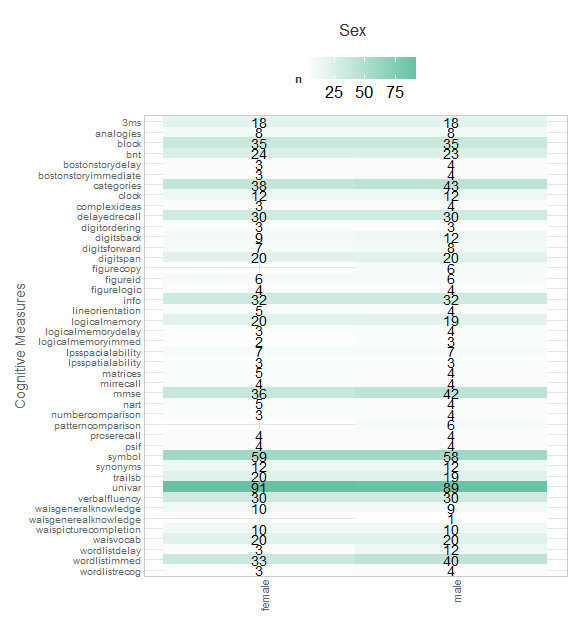 Sex
n
25 50 75
Cognitive Measures
3ms 18 18
analogies 8 8
block 35 35
bnt 24 23
bostonstorydelay 3 4
bostonstoryimmediate 3 4
categories 38 43
clock 12 12
complexideas 3 4
delayedrecall 30 30
digitordering 3 3
digitsback 9 12
digitsforward 7 8
digitspan 20 20
figurecopy 6
figureid 6 6
figurelogic 4 4
info 32 32
lineorientation 5 4
logicalmemory 20 19
logicalmemorydelay 3 4
logicalmemoryimmed 2 3
lpsspacialability 7 7
lpsspatialability 3 3
matrices 5 4
mirrecall 4 4
mmse 36 42
nart 5 4
numbercomparison 3 4
patterncomparison 6
proserecall 4 4
psif 4 4
symbol 59 58
synonyms 12 12
trailsb 20 19
univar 91 89
verbalfluency 30 30
waisgeneralknowledge 10 9
waisgenerealknowledge 1
waispicturecompletion 10 10
waisvocab 20 20
wordlistdelay 3 12
wordlistimmed 33 40
wordlistrecog 3 4
female male